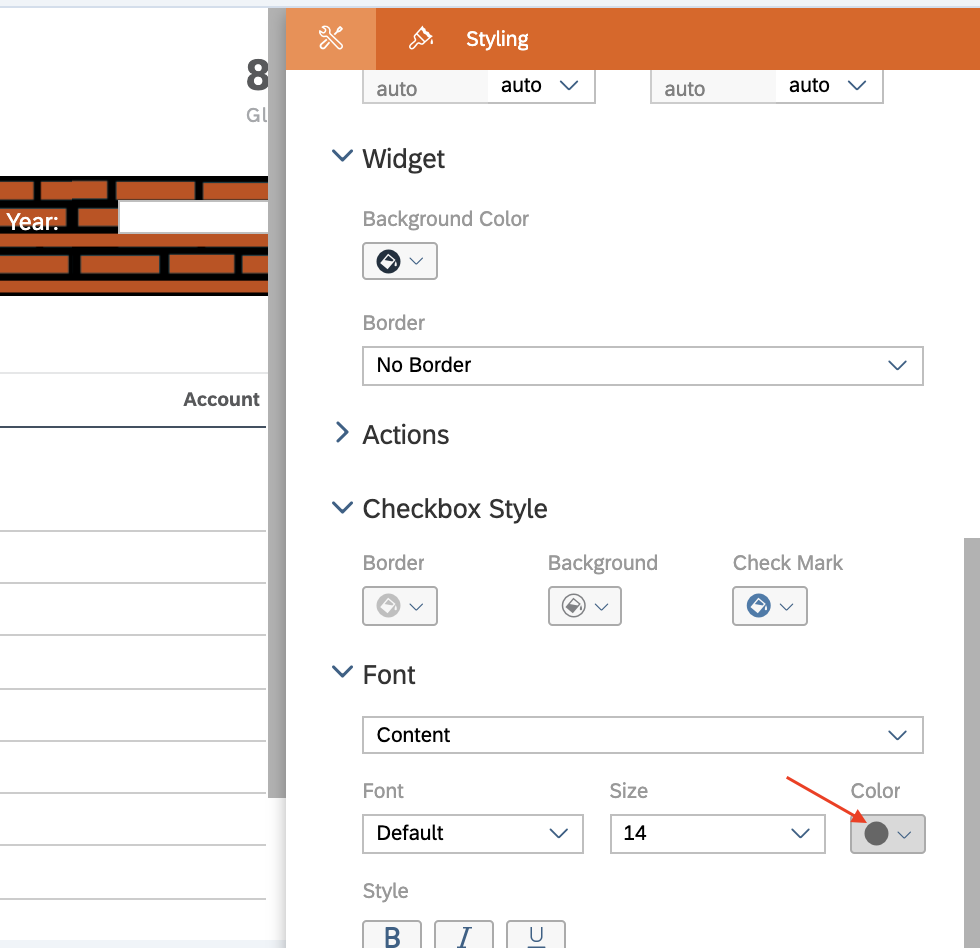 Styling
8
Gl
auto
auto
auto
auto
Widget
Background Color
Year:
Border
No Border
Account
Actions
Checkbox Style
Border
Background
Check Mark
Font
Content
Font
Size
Color
Default
14
Style
B
I
U